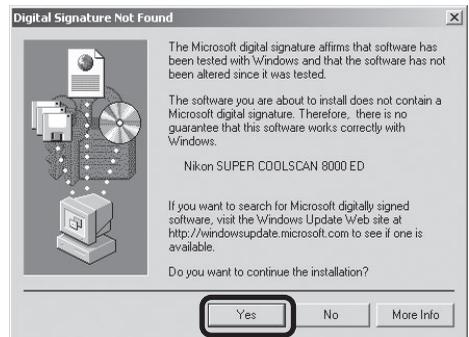 Digital Signature Not Found
The Microsoft digital signature affirms that software has
been tested with Windows and that the software has not
been altered since it was tested.
The software you are about to install does not contain a
Microsoft digital signature. Therefore, there is no
guarantee that this software works correctly with
Windows.
Nikon SUPER COOLSCAN 8000 ED
If you want to search for Microsoft digitally signed
software, visit the Windows Update Web site at
http://windowsupdate.microsoft.com to see if one is
available.
Do you want to continue the installation?
Yes No More Info